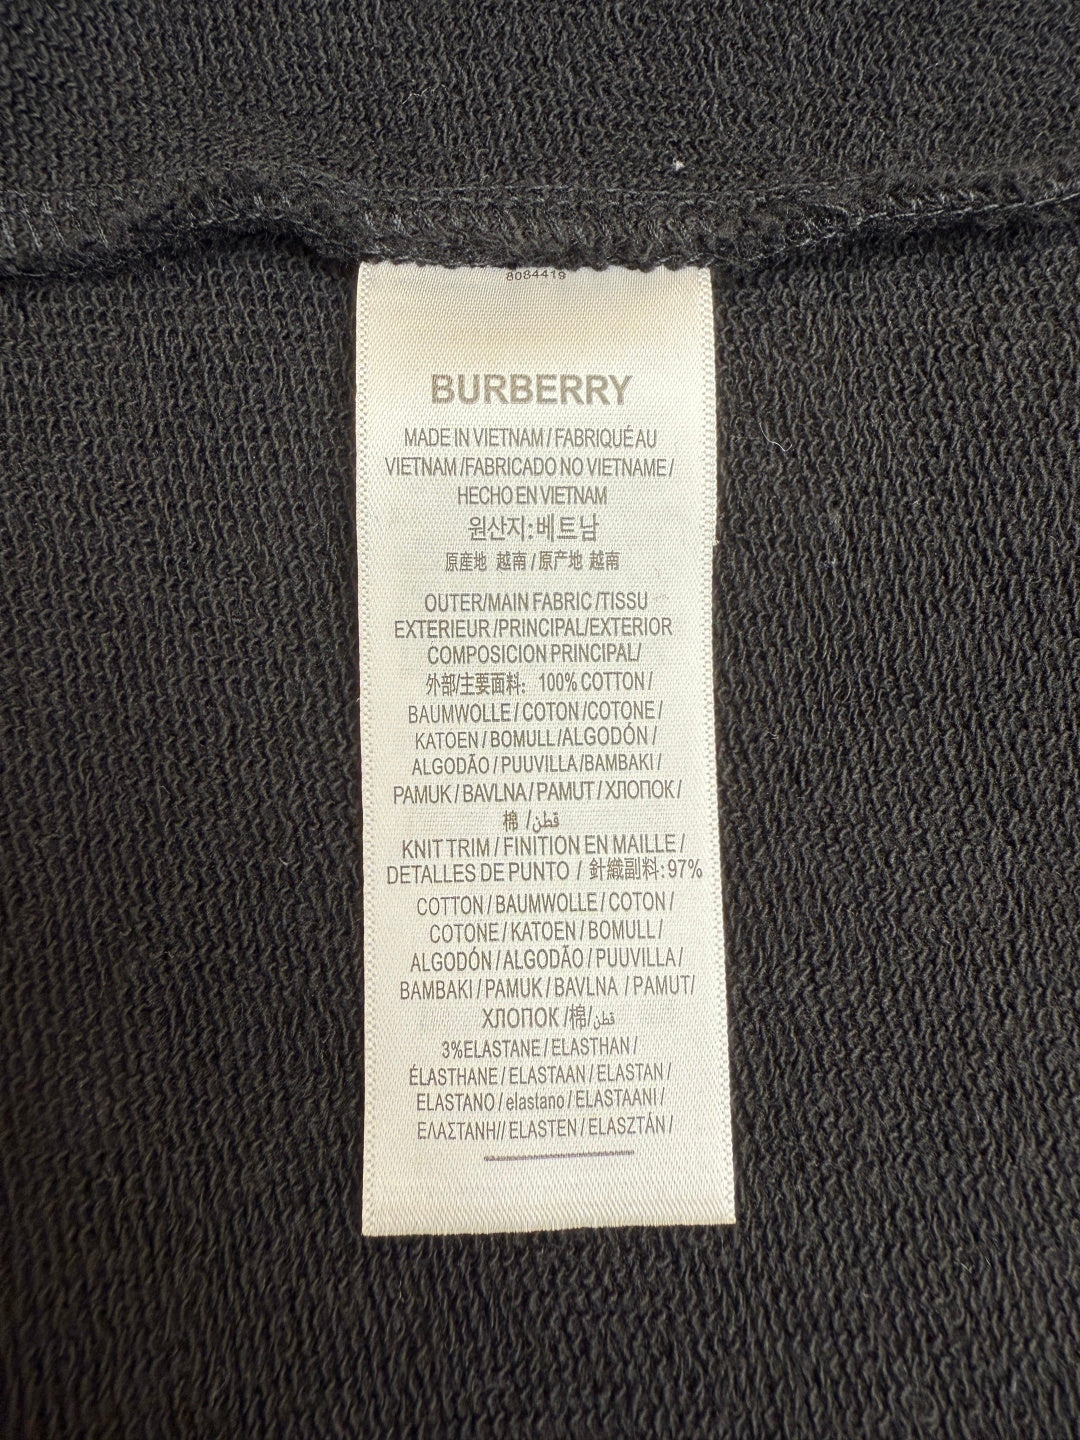 8084419
BURBERRY
MADE IN VIETNAM / FABRIQUÉ AU
VIETNAM /FABRICADO NO VIETNAME /
HECHO EN VIETNAM
원산지:베트남
原産地 越南 / 原产地 越南
OUTER/MAIN FABRIC /TISSU
EXTERIEUR /PRINCIPAL/EXTERIOR
COMPOSICION PRINCIPAL/
外部/主要面料: 100% COTTON /
BAUMWOLLE / COTON /COTONE /
KATOEN / BOMULL /ALGODÓN /
ALGODÃO / PUUVILLA /BAMBAKI /
PAMUK / BAVLNA / PAMUT / ХЛОПОК /
棉 /قطن
KNIT TRIM / FINITION EN MAILLE /
DETALLES DE PUNTO / 針織副料: 97%
COTTON / BAUMWOLLE / COTON /
COTONE / KATOEN / BOMULL /
ALGODÓN / ALGODÃO / PUUVILLA /
BAMBAKI / PAMUK / BAVLNA / PAMUT/
ХЛОПОК /棉/قطن
3%ELASTANE / ELASTHAN /
ÉLASTHANE / ELASTAAN / ELASTAN /
ELASTANO / elastano / ELASTAANI /
ΕΛΑΣΤΑΝΗ// ELASTEN / ELASZTÁN /